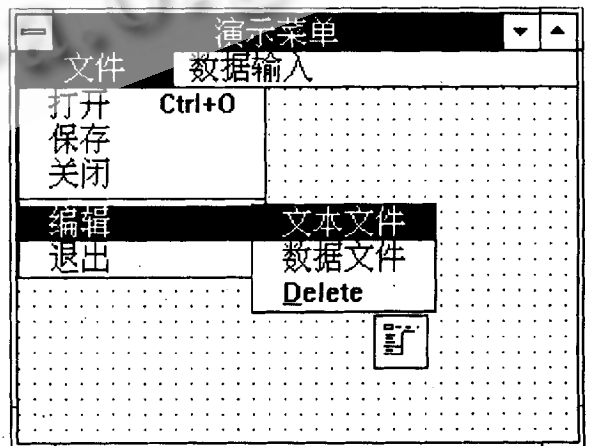 演示菜单
文件 数据输入
打开 Ctrl+O
保存
关闭
编辑 文本文件
退出 数据文件
Delete